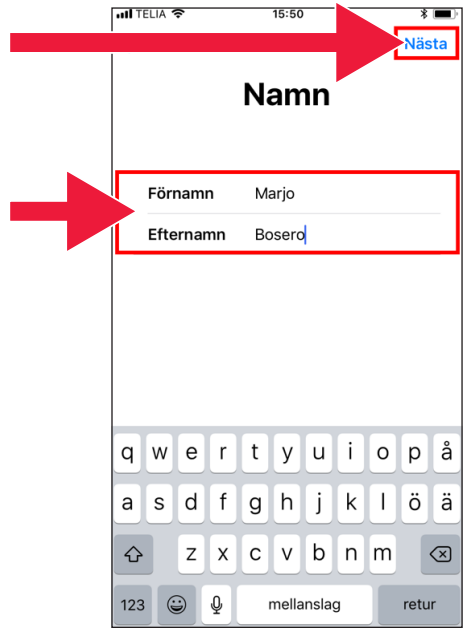 TELIA 15:50
Nästa
Namn
Förnamn Marjo
Efternamn Bosero
q w e r t y u i o p å
a s d f g h j k l ö ä
z x c v b n m
123 mellanslag retur